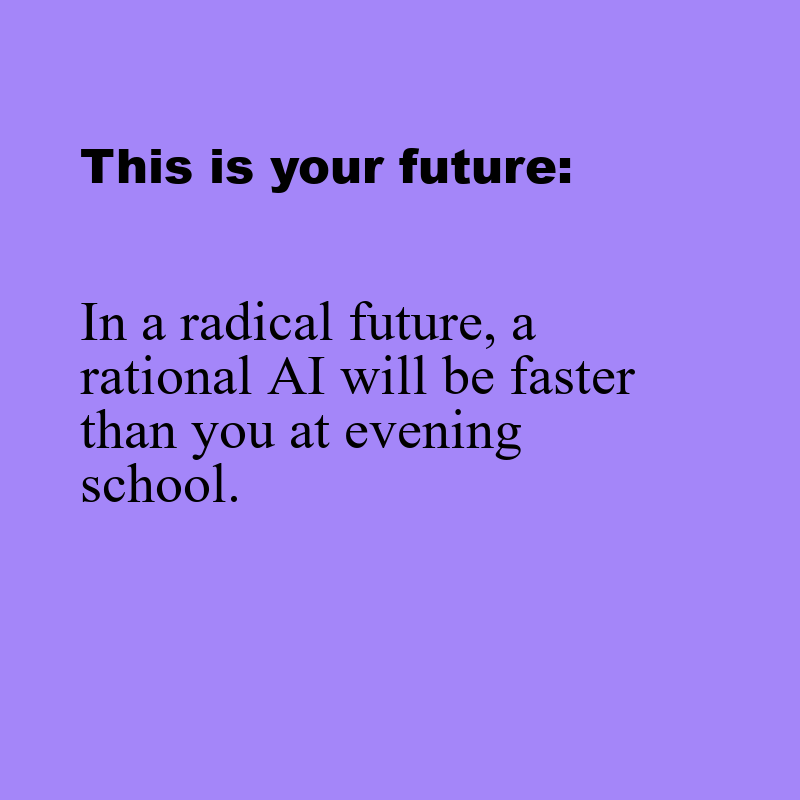 This is your future:
In a radical future, a
rational AI will be faster
than you at evening
school.